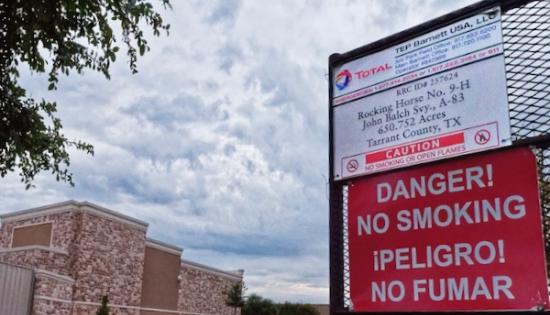 TEP Barnett USA, LLC
TOTAL
RRC ID# 257624
Rocking Horse No. 9-H
John Balch Svy., A-83
650.752 Acres
Tarrant County, TX
CAUTION
NO SMOKING OR OPEN FLAMES
DANGER!
NO SMOKING
¡PELIGRO!
NO FUMAR